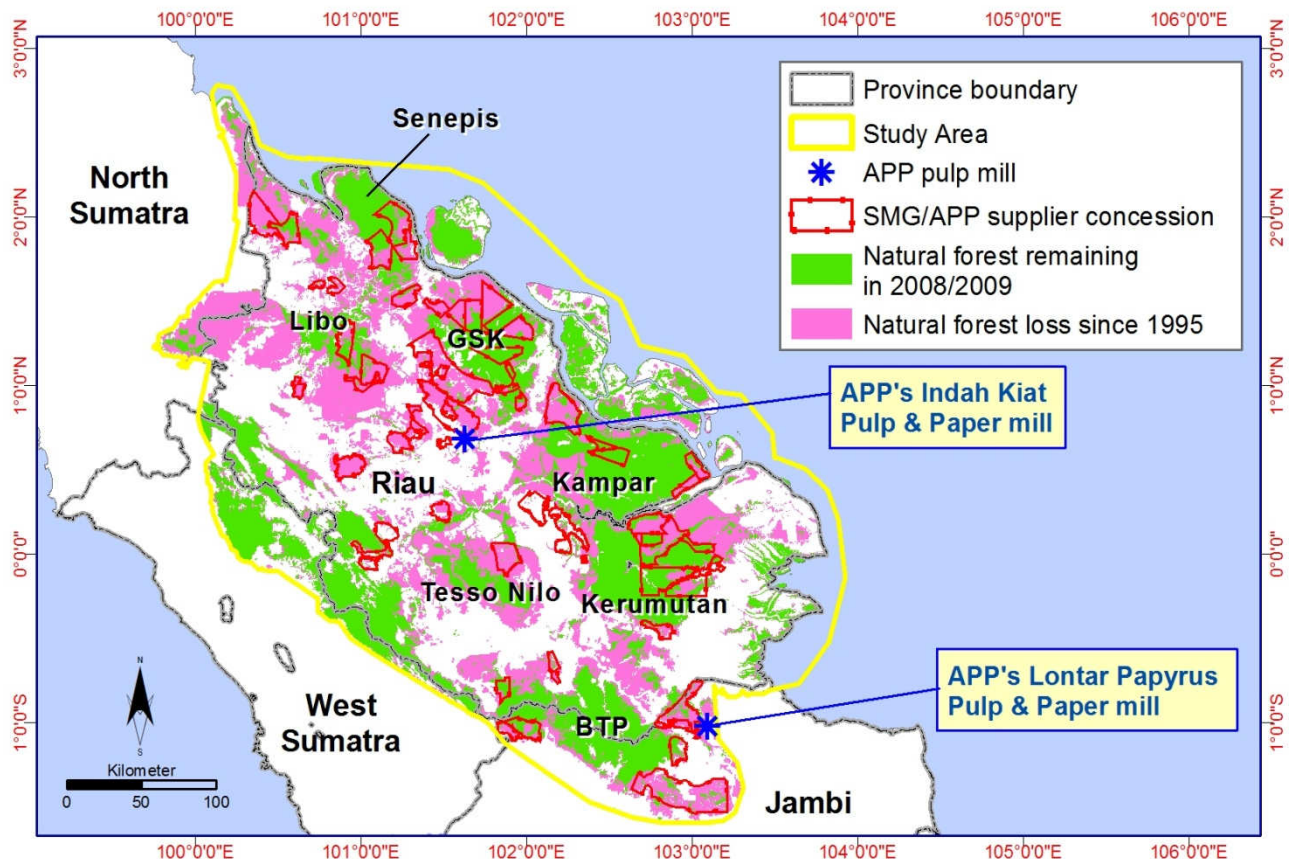 100°0'0"E 101°0'0"E 102°0'0"E 103°0'0"E 104°0'0"E 105°0'0"E 106°0'0"E
3°0'0"N
3°0'0"N
2°0'0"N
2°0'0"N
1°0'0"N
1°0'0"N
0°0'0"
0°0'0"
1°0'0"S
1°0'0"S
Province boundary
Study Area
APP pulp mill
SMG/APP supplier concession
Natural forest remaining
in 2008/2009
Natural forest loss since 1995
Senepis
North
Sumatra
Libo
GSK
APP's Indah Kiat
Pulp & Paper mill
Riau
Kampar
Tesso Nilo
Kerumutan
West
Sumatra
BTP
APP's Lontar Papyrus
Pulp & Paper mill
Jambi
N
S
Kilometer
0 50 100
100°0'0"E 101°0'0"E 102°0'0"E 103°0'0"E 104°0'0"E 105°0'0"E 106°0'0"E